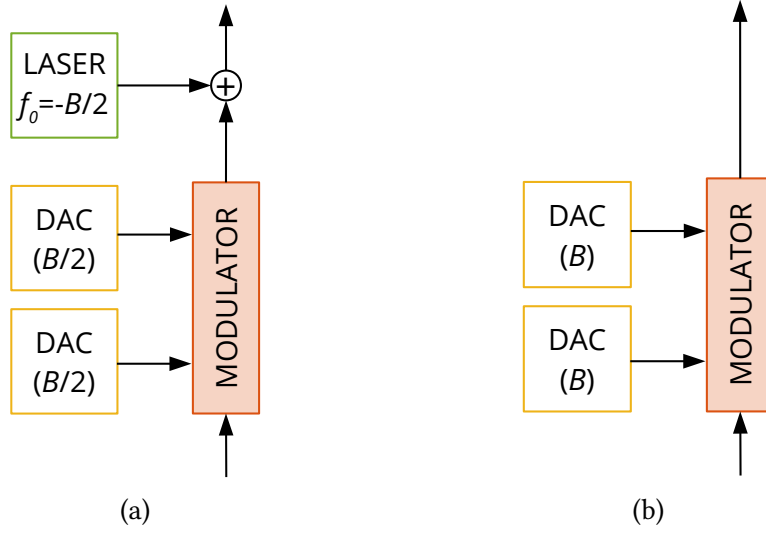 LASER
f₀=-B/2
+
DAC
(B/2)
DAC
(B/2)
MODULATOR
(a)
DAC
(B)
DAC
(B)
MODULATOR
(b)